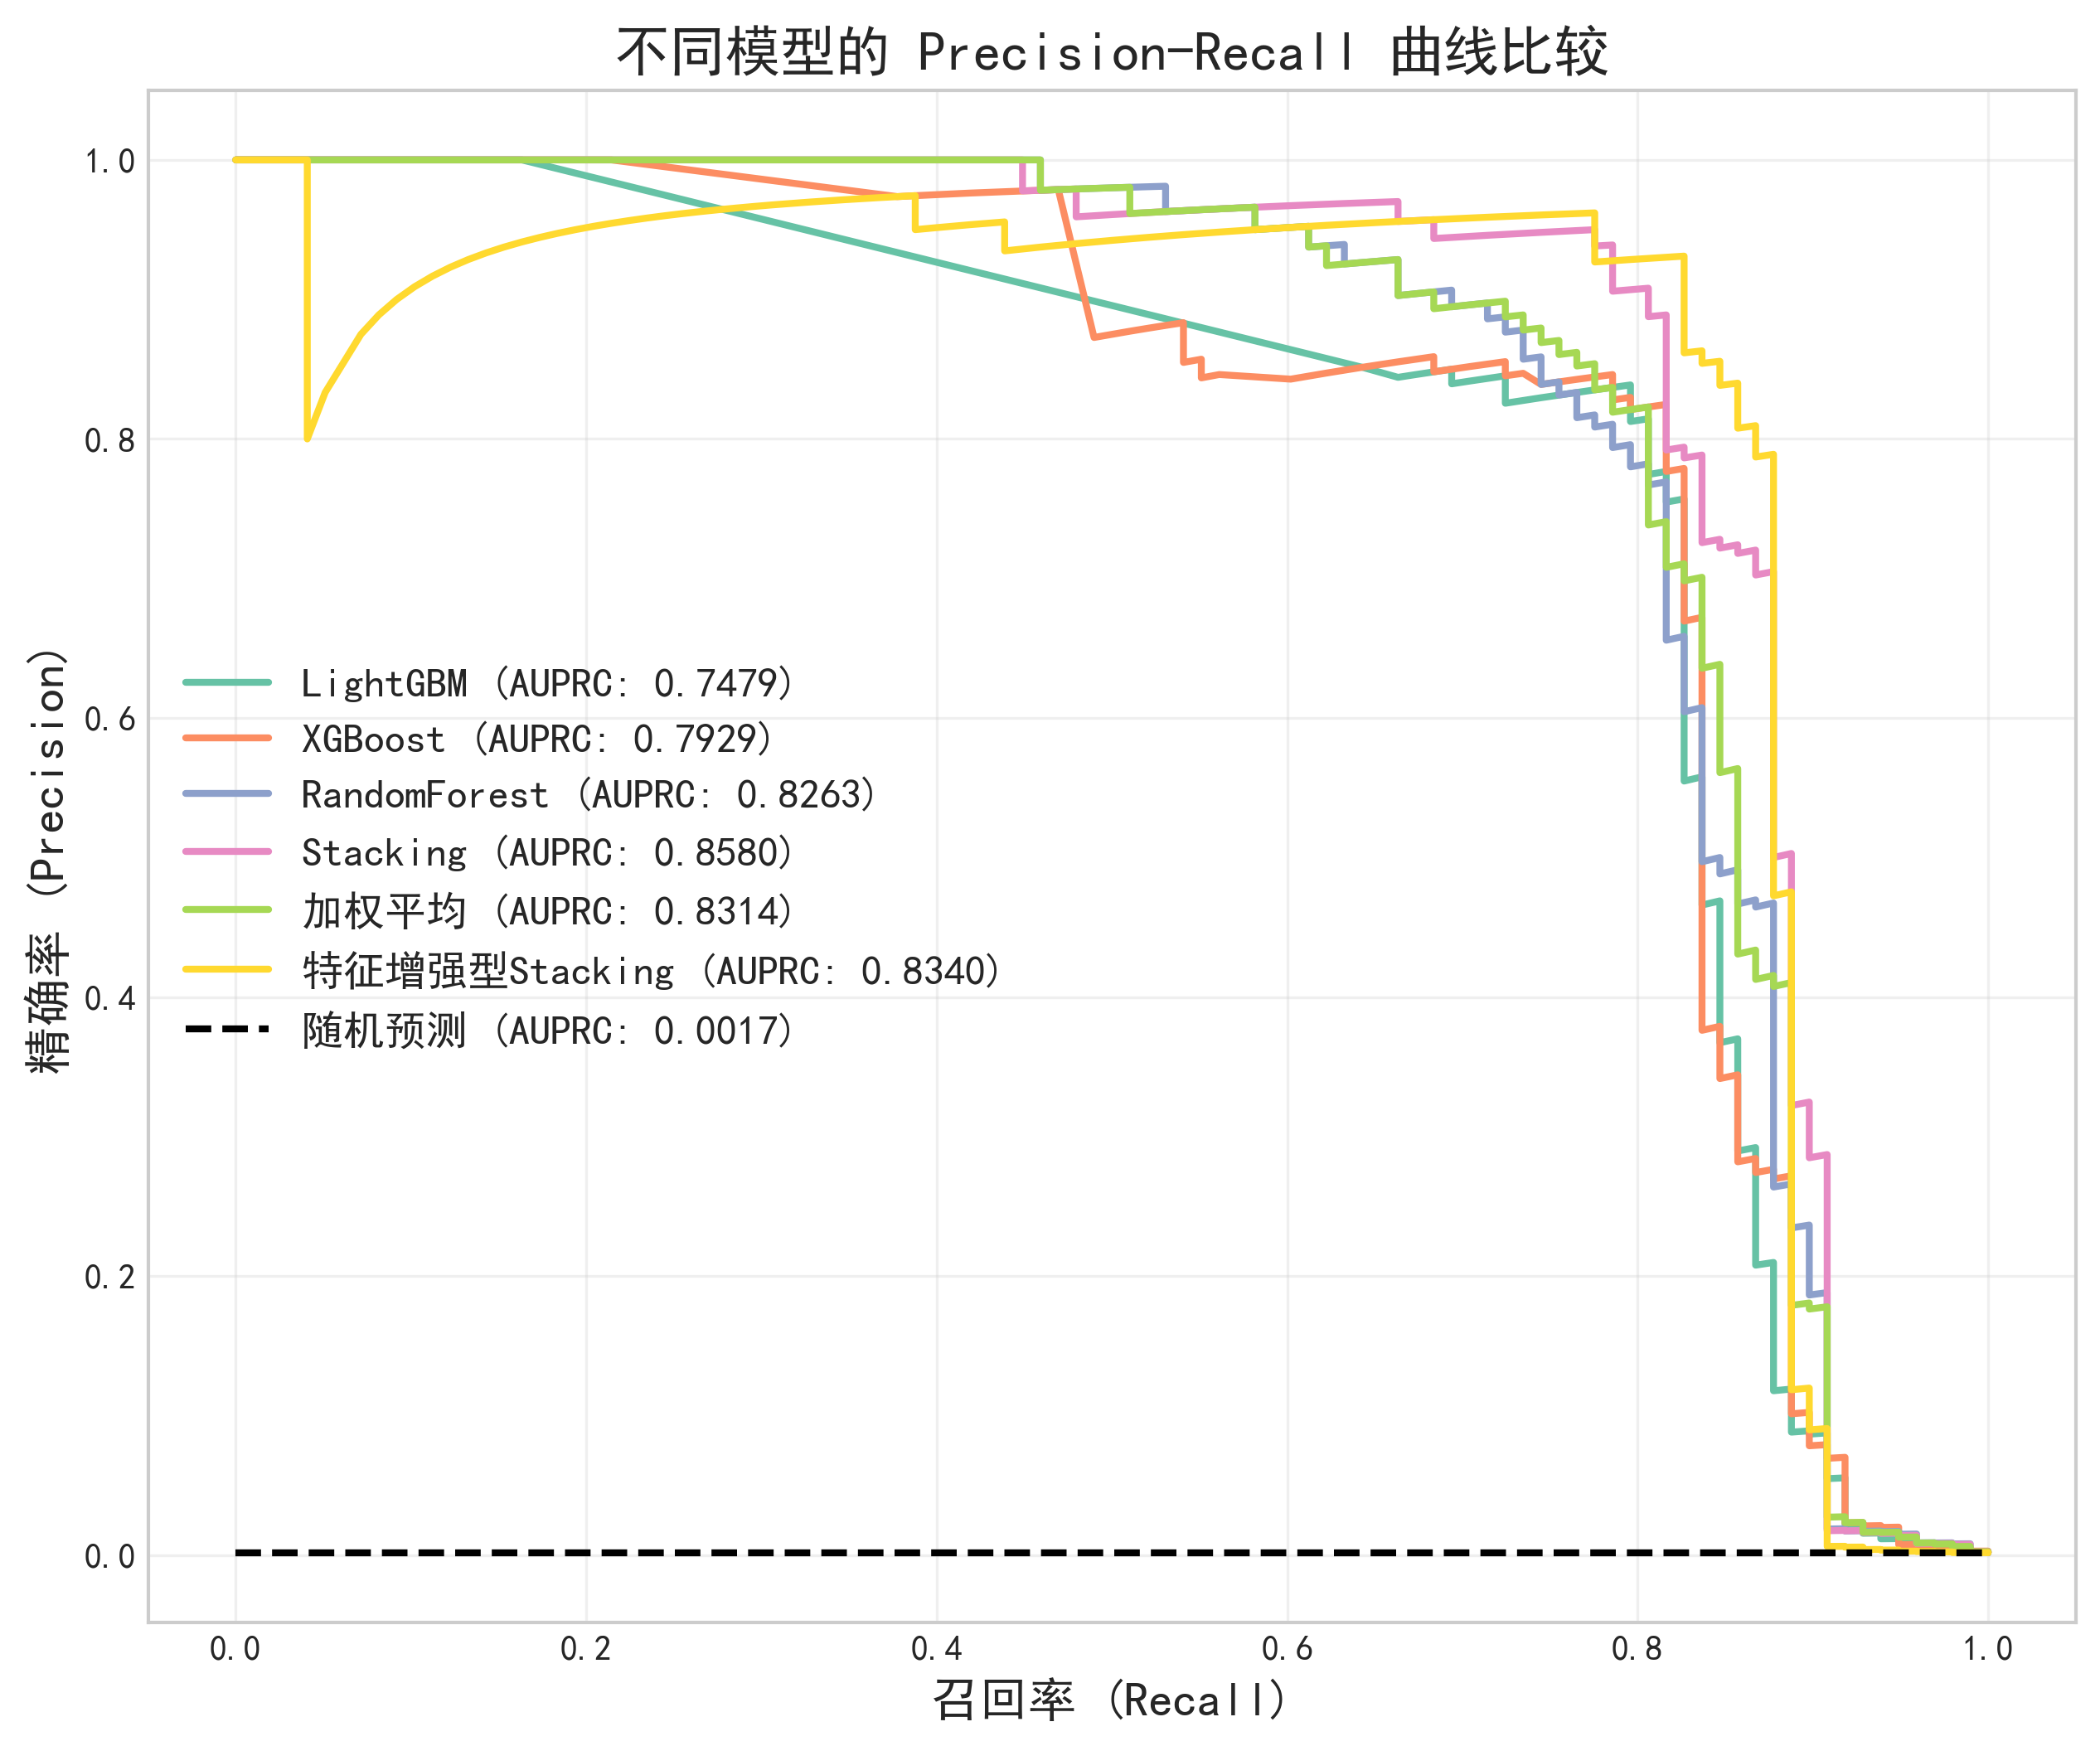 不同模型的 Precision-Recall 曲线比较
精确率 (Precision)
1.0
0.8
0.6
0.4
0.2
0.0
LightGBM (AUPRC: 0.7479)
XGBoost (AUPRC: 0.7929)
RandomForest (AUPRC: 0.8263)
Stacking (AUPRC: 0.8580)
加权平均 (AUPRC: 0.8314)
特征增强型Stacking (AUPRC: 0.8340)
随机预测 (AUPRC: 0.0017)
0.0 0.2 0.4 0.6 0.8 1.0
召回率 (Recall)